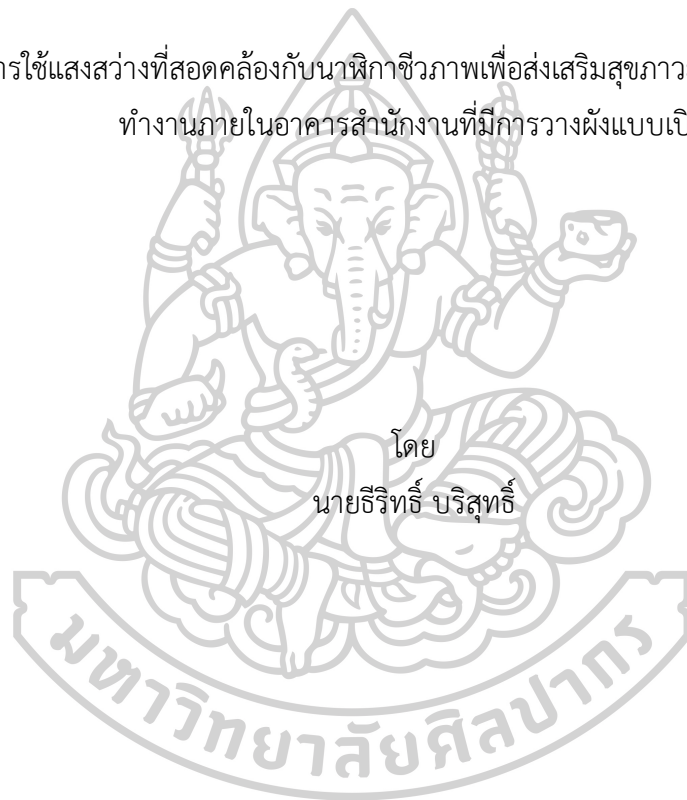 ารใช้แสงสว่างที่สอดคล้องกับนาฬิกาชีวภาพเพื่อส่งเสริมสุขภาวะ
ทำงานภายในอาคารสำนักงานที่มีการวางผังแบบเปิ
โดย
นายธีริทธิ์ บริสุทธิ์
มหาวิทยาลัยศิลปากร